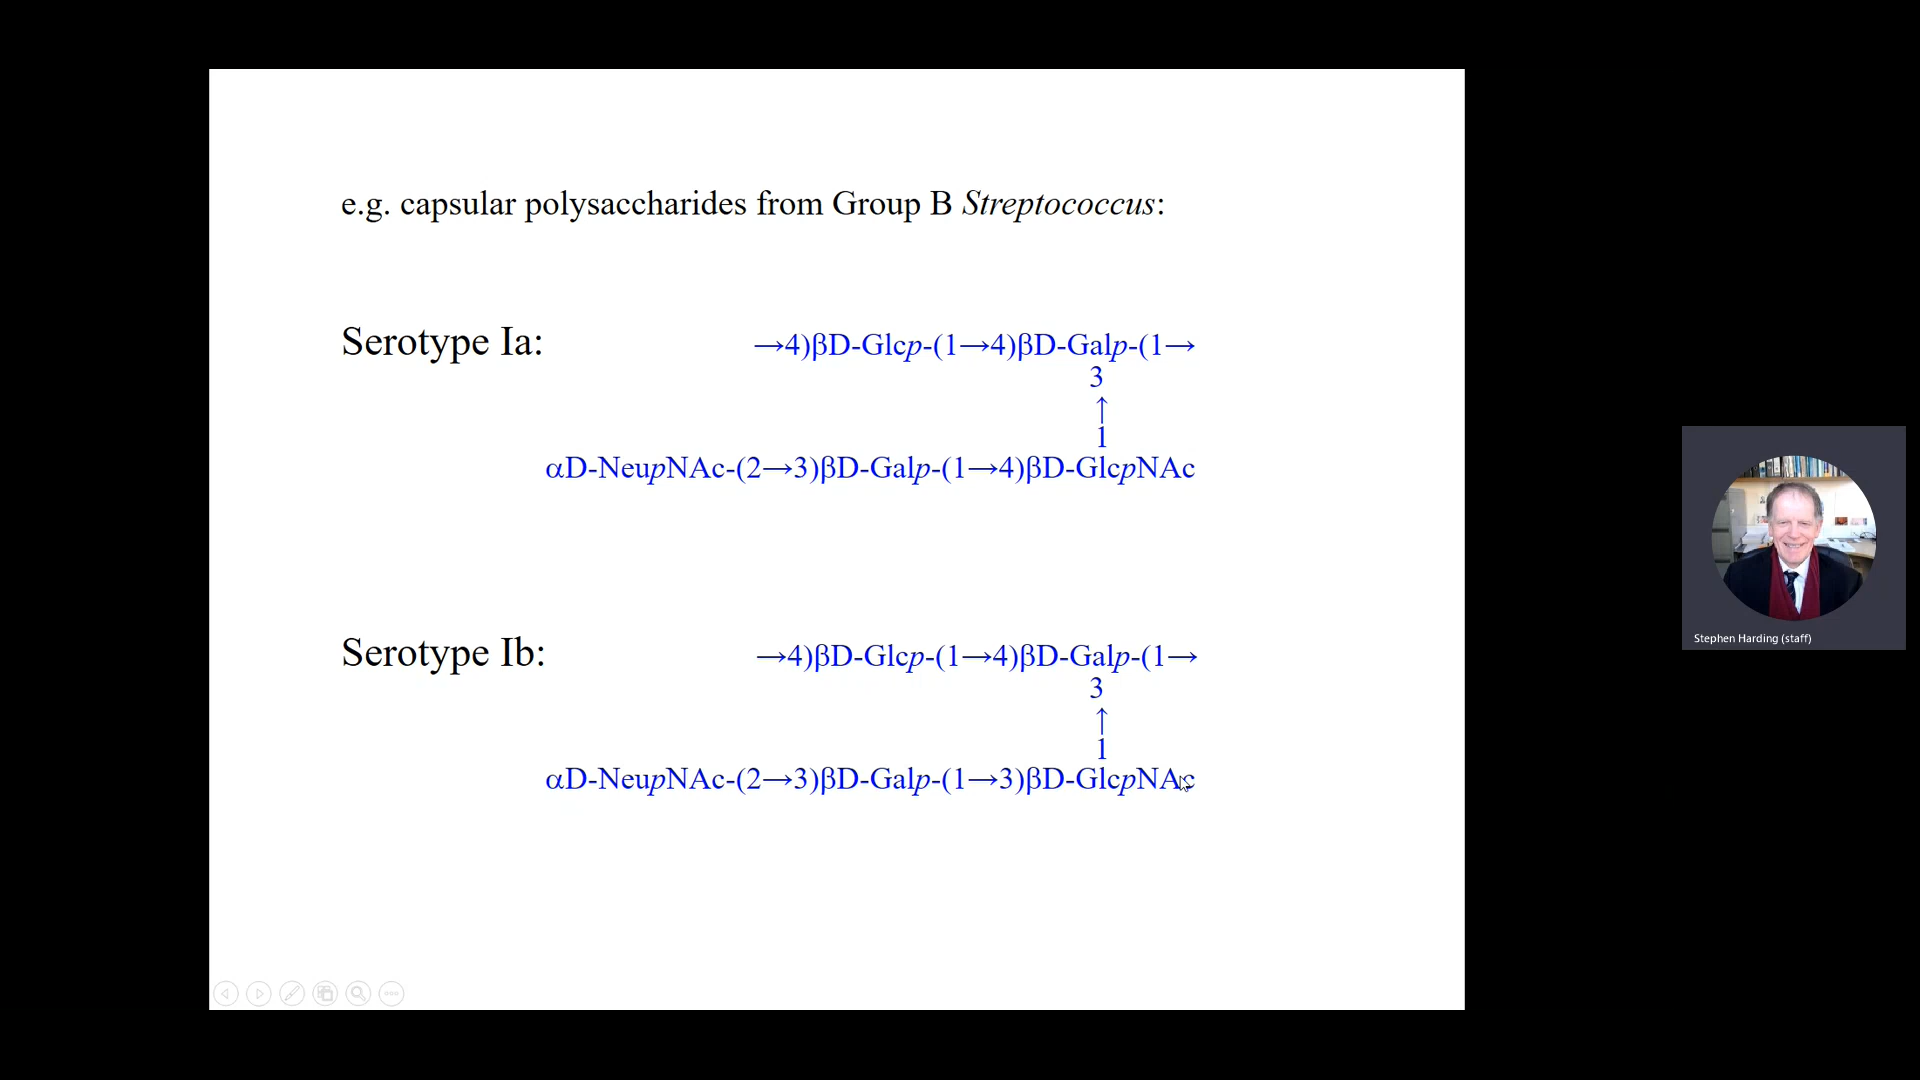 e.g. capsular polysaccharides from Group B Streptococcus:
Serotype Ia:
→4)βD-Glcp-(1→4)βD-Galp-(1→
3
↑
1
αD-NeupNAc-(2→3)βD-Galp-(1→4)βD-GlcpNAc
Serotype Ib:
→4)βD-Glcp-(1→4)βD-Galp-(1→
3
↑
1
αD-NeupNAc-(2→3)βD-Galp-(1→3)βD-GlcpNAc
Stephen Harding (staff)